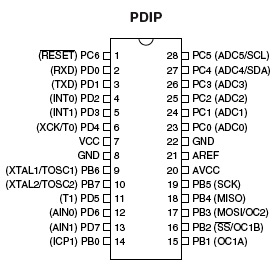 PDIP
(RESET) PC6 1 28 PC5 (ADC5/SCL)
(RXD) PD0 2 27 PC4 (ADC4/SDA)
(TXD) PD1 3 26 PC3 (ADC3)
(INT0) PD2 4 25 PC2 (ADC2)
(INT1) PD3 5 24 PC1 (ADC1)
(XCK/T0) PD4 6 23 PC0 (ADC0)
VCC 7 22 GND
GND 8 21 AREF
(XTAL1/TOSC1) PB6 9 20 AVCC
(XTAL2/TOSC2) PB7 10 19 PB5 (SCK)
(T1) PD5 11 18 PB4 (MISO)
(AIN0) PD6 12 17 PB3 (MOSI/OC2)
(AIN1) PD7 13 16 PB2 (SS/OC1B)
(ICP1) PB0 14 15 PB1 (OC1A)